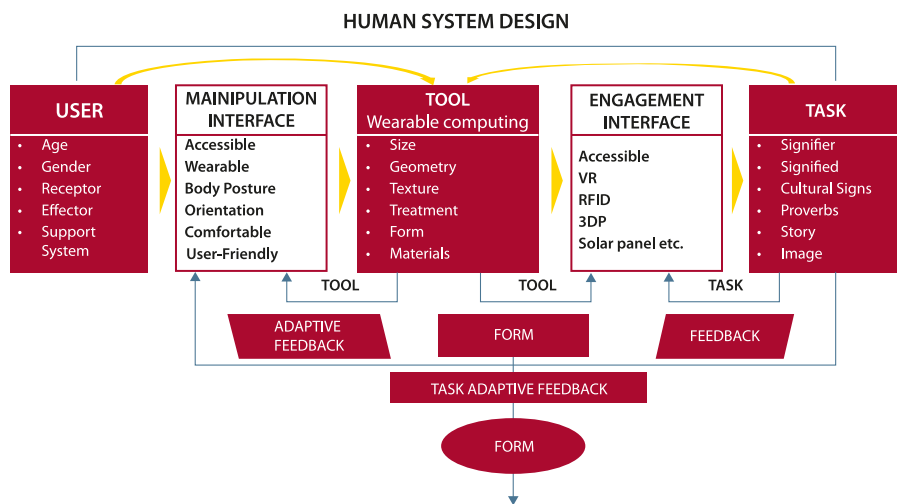 HUMAN SYSTEM DESIGN
USER
• Age
• Gender
• Receptor
• Effector
• Support
System
MAINIPULATION
INTERFACE
Accessible
Wearable
Body Posture
Orientation
Comfortable
User-Friendly
TOOL
Wearable computing
• Size
• Geometry
• Texture
• Treatment
• Form
• Materials
ENGAGEMENT
INTERFACE
Accessible
VR
RFID
3DP
Solar panel etc.
TASK
• Signifier
• Signified
• Cultural Signs
• Proverbs
• Story
• Image
TOOL
TOOL
TASK
ADAPTIVE
FEEDBACK
FORM
FEEDBACK
TASK ADAPTIVE FEEDBACK
FORM